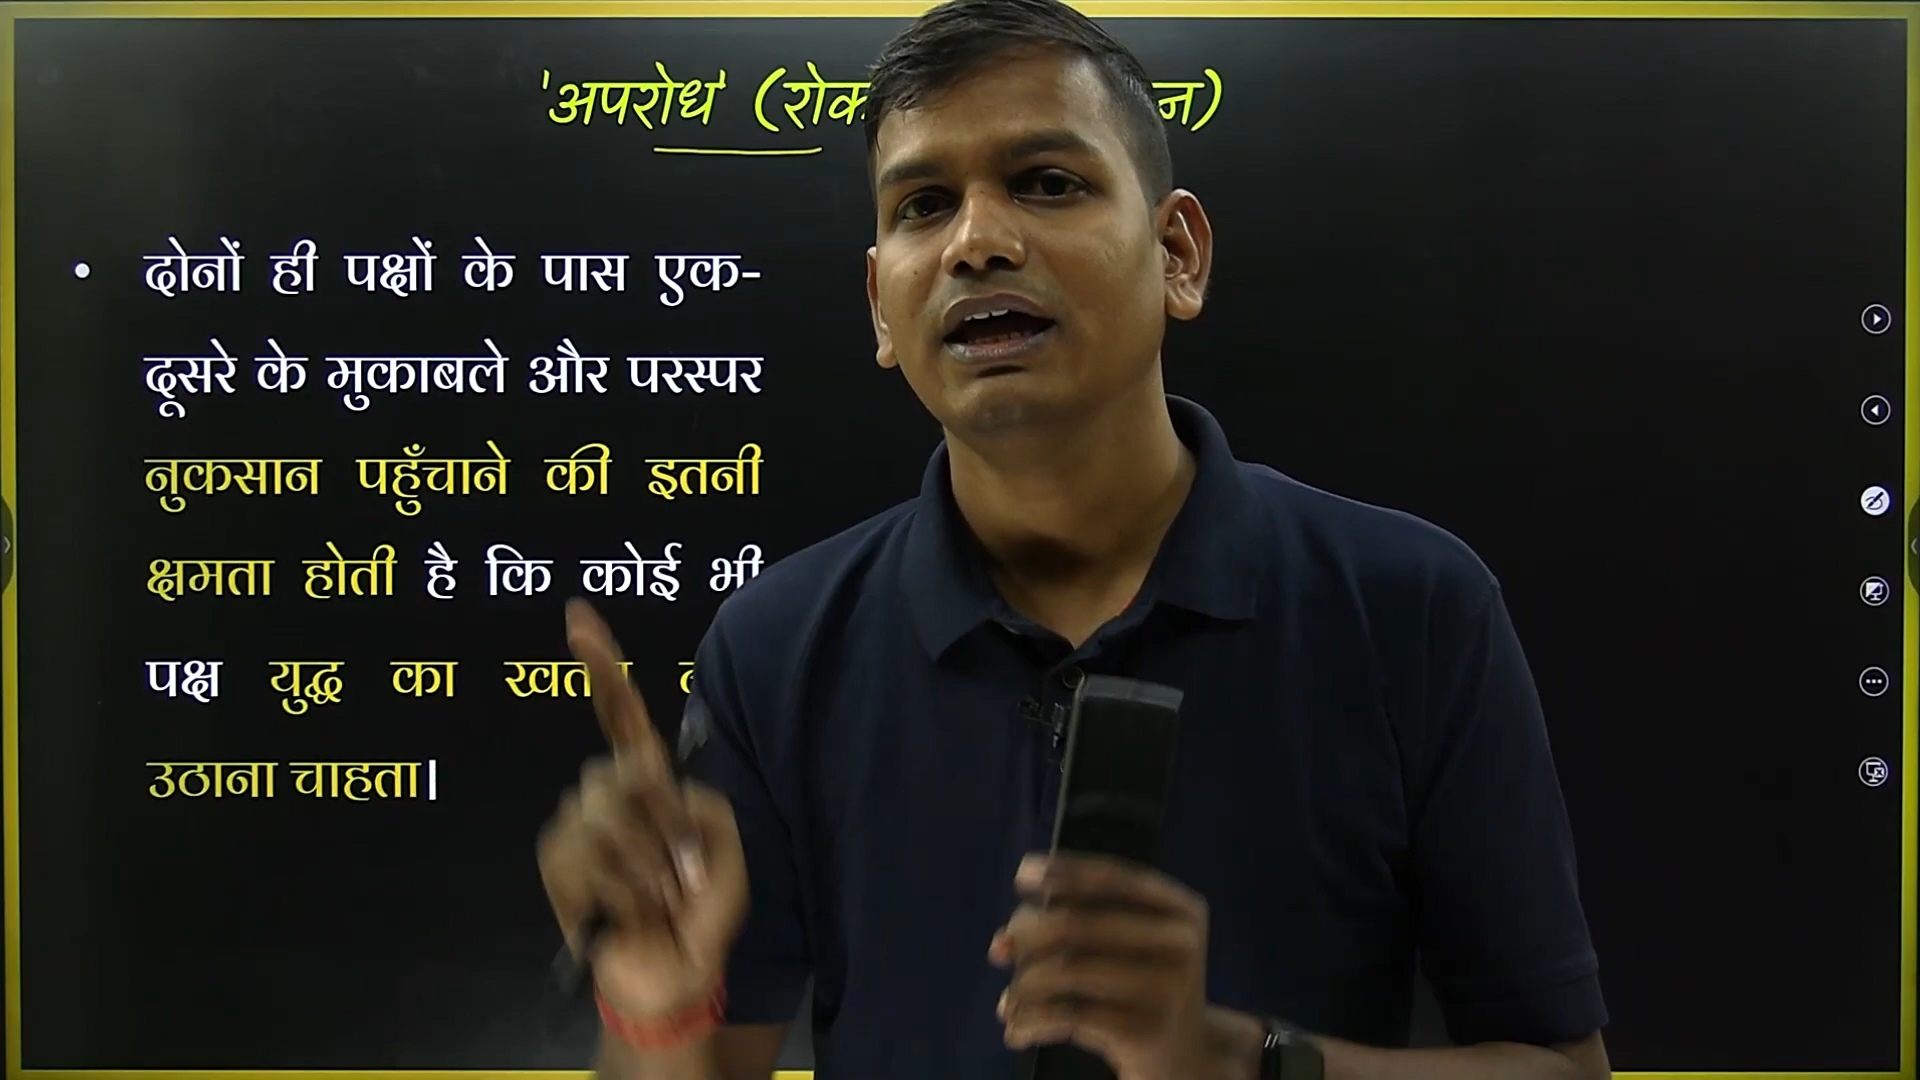 'अपरोध' (रोक
दोनों ही पक्षों के पास एक-
दूसरे के मुकाबले और परस्पर
नुकसान पहुँचाने की इतनी
क्षमता होती है कि कोई भी
पक्ष युद्ध का
उठाना चाहता।